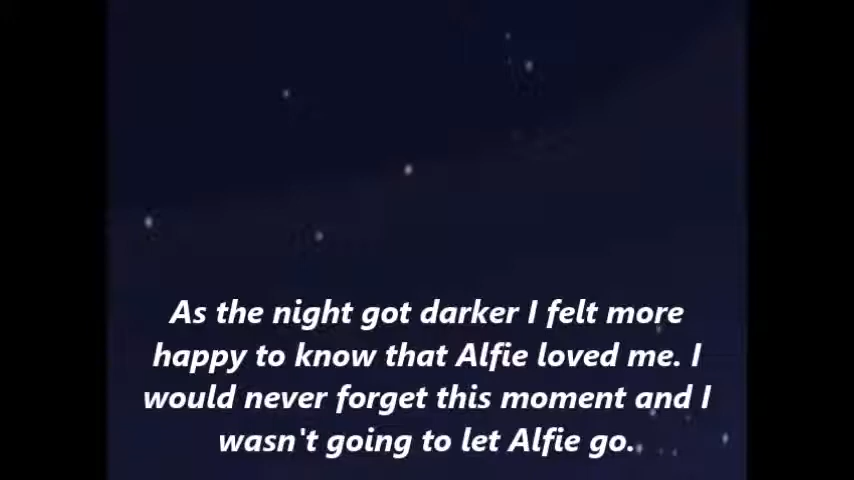 As the night got darker I felt more
happy to know that Alfie loved me. I
would never forget this moment and I
wasn't going to let Alfie go.